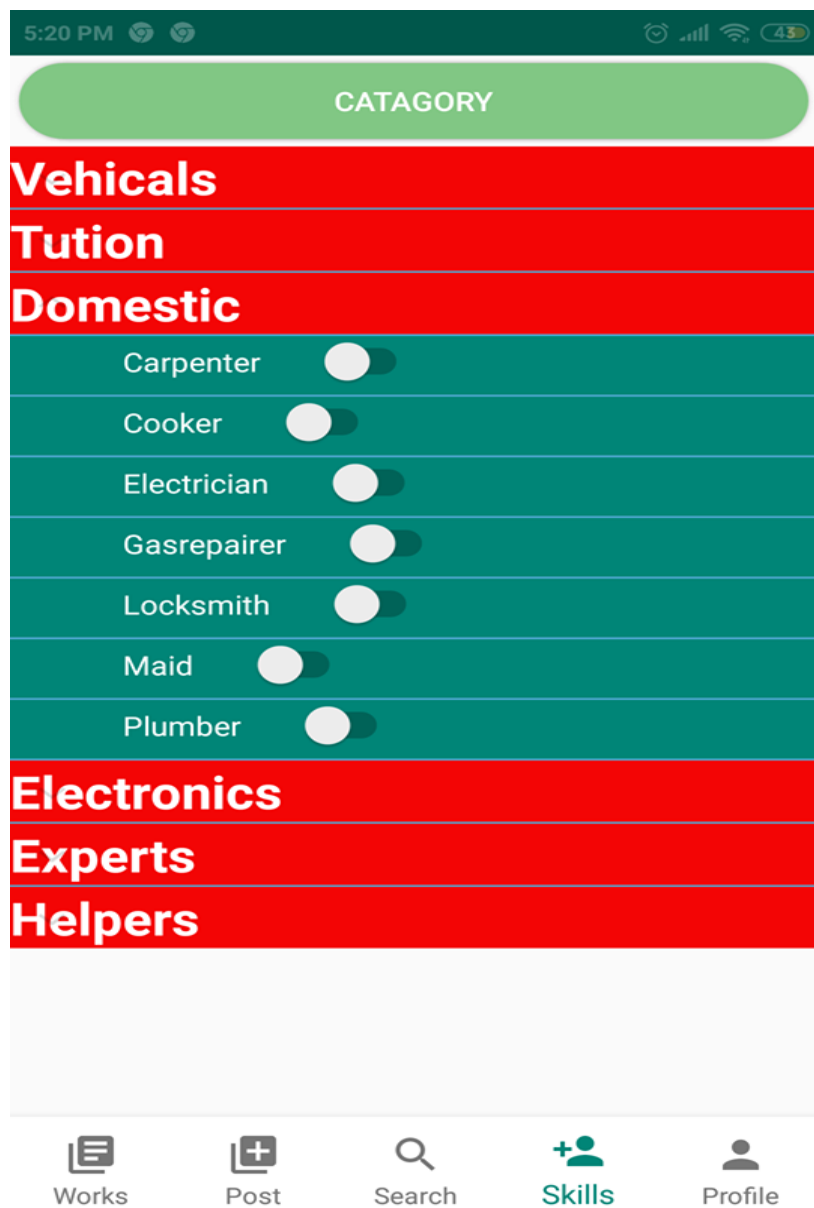 5:20 PM 43
CATAGORY
Vehicals
Tution
Domestic
Carpenter
Cooker
Electrician
Gasrepairer
Locksmith
Maid
Plumber
Electronics
Experts
Helpers
Works Post Search Skills Profile